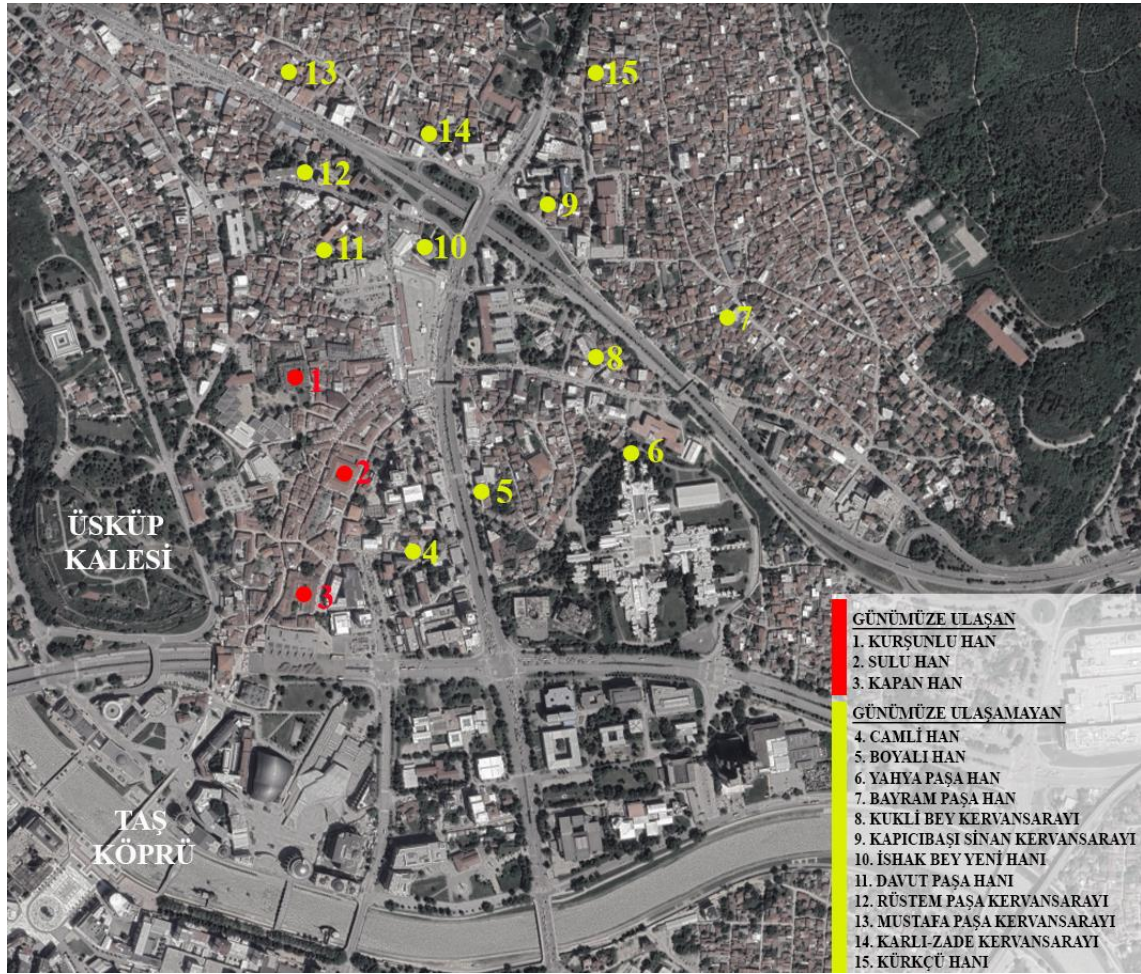 13
15
14
12
9
10
11
7
8
1
6
2
5
ÜSKÜP
KALESİ
4
3
TAŞ
KÖPRÜ
GÜNÜMÜZE ULAŞAN
1. KURŞUNLU HAN
2. SULU HAN
3. KAPAN HAN
GÜNÜMÜZE ULAŞAMAYAN
4. CAMLİ HAN
5. BOYALI HAN
6. YAHYA PAŞA HAN
7. BAYRAM PAŞA HAN
8. KUKLİ BEY KERVANSARAYI
9. KAPICIBAŞI SİNAN KERVANSARAYI
10. İSHAK BEY YENİ HANI
11. DAVUT PAŞA HANI
12. RÜSTEM PAŞA KERVANSARAYI
13. MUSTAFA PAŞA KERVANSARAYI
14. KARLI-ZADE KERVANSARAYI
15. KÜRKÇÜ HANI